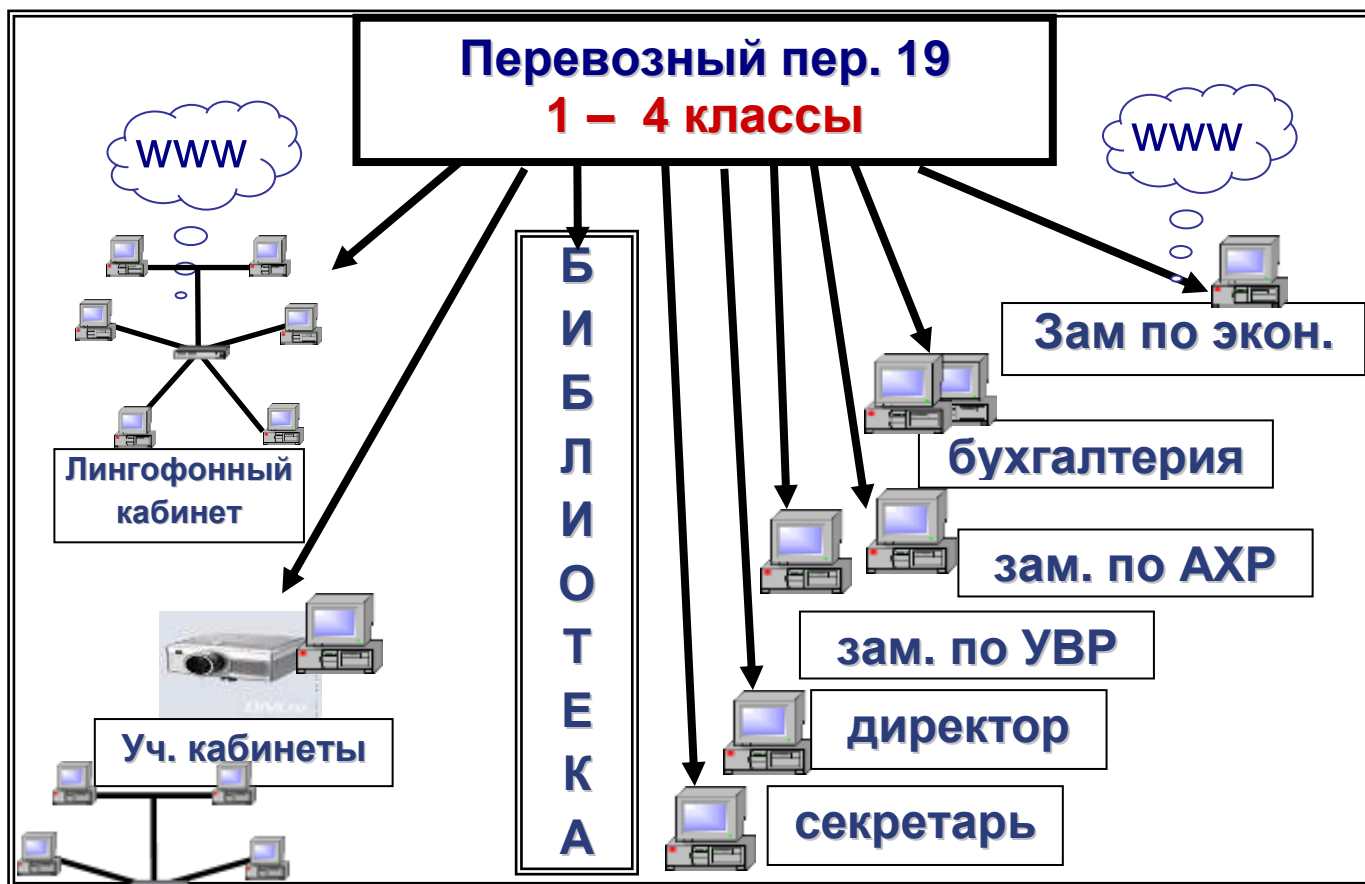 Перевозный пер. 19
1 – 4 классы
WWW
WWW
Зам по экон.
бухгалтерия
Лингофонный
кабинет
БИБЛИОТЕКА
зам. по АХР
зам. по УВР
директор
Уч. кабинеты
секретарь